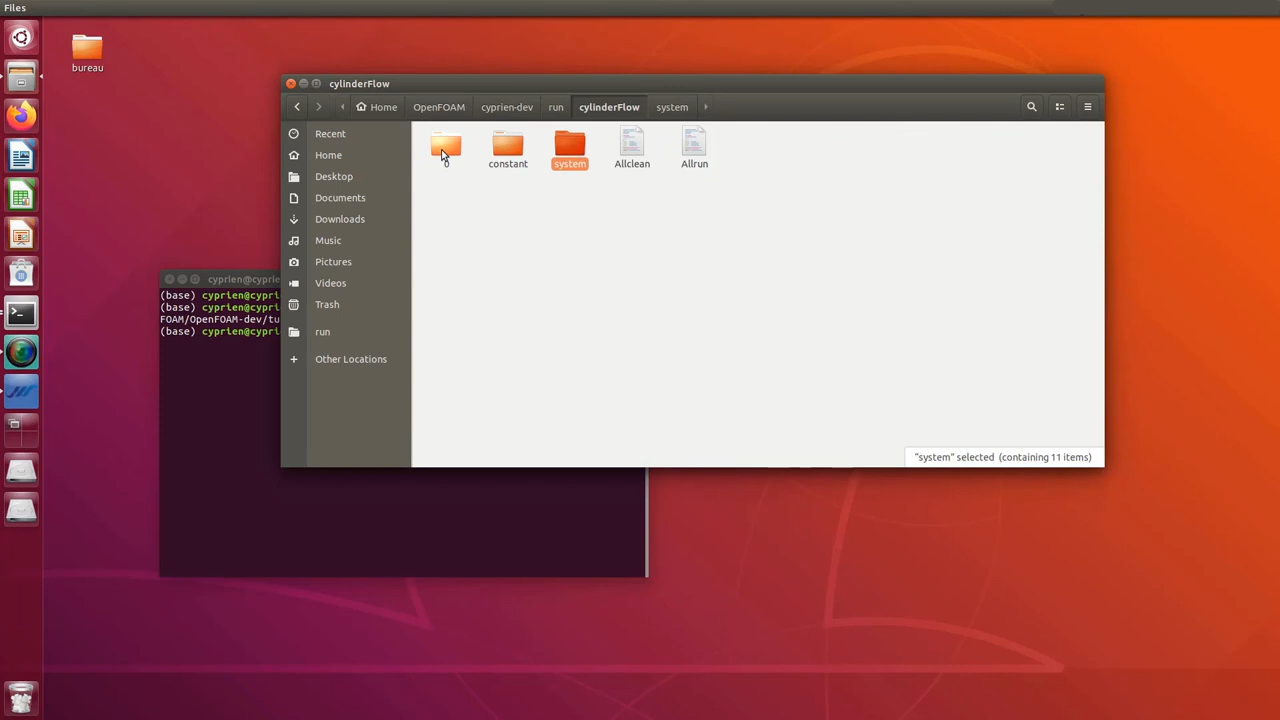 Files
bureau
cylinderFlow
Home OpenFOAM cyprien-dev run cylinderFlow system
Recent
Home
Desktop
Documents
Downloads
Music
Pictures
Videos
Trash
run
Other Locations
0 constant system Allclean Allrun
"system" selected (containing 11 items)
cyprien@cyprie
(base) cyprien@cypri
(base) cyprien@cypri
FOAM/OpenFOAM-dev/tu
(base) cyprien@cypri